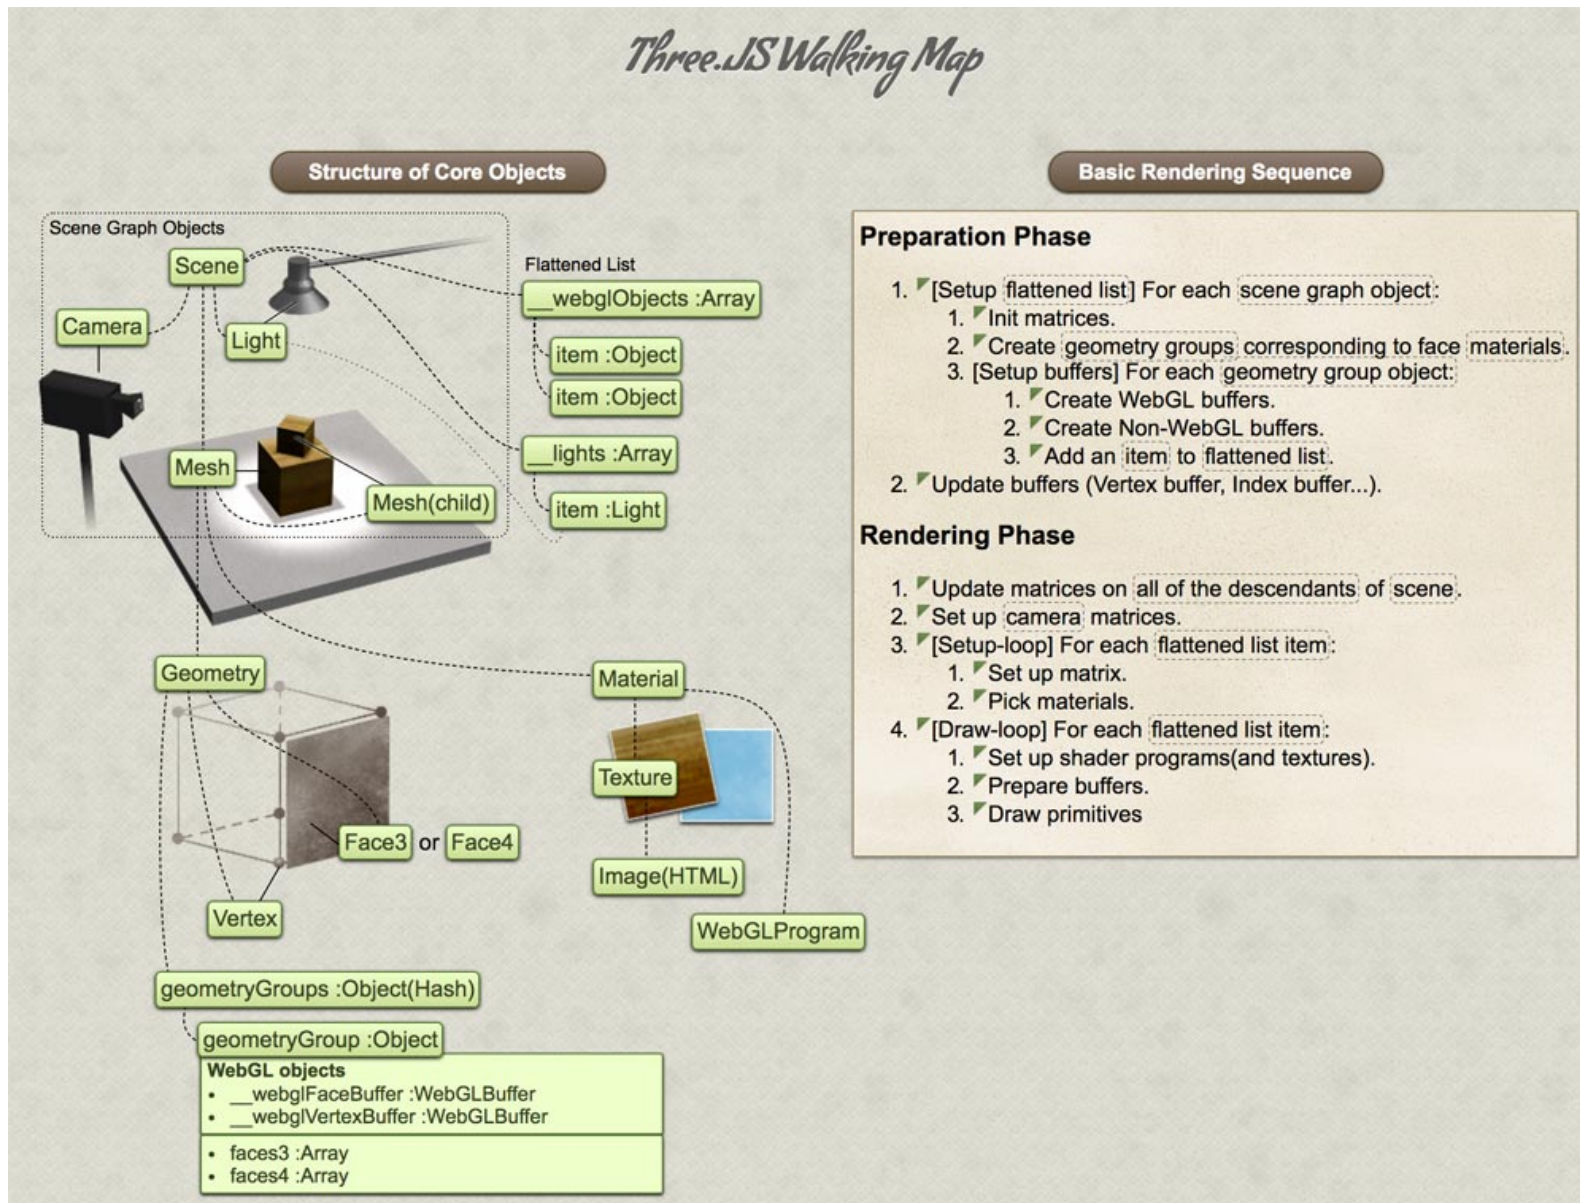 Three.JS Walking Map
Structure of Core Objects
Scene Graph Objects
Scene
Camera
Light
Mesh
Mesh(child)
Flattened List
__webglObjects :Array
item :Object
item :Object
__lights :Array
item :Light
Geometry
Face3 or Face4
Vertex
Material
Texture
Image(HTML)
WebGLProgram
geometryGroups :Object(Hash)
geometryGroup :Object
WebGL objects
• __webglFaceBuffer :WebGLBuffer
• __webglVertexBuffer :WebGLBuffer
• faces3 :Array
• faces4 :Array
Basic Rendering Sequence
Preparation Phase
1. [Setup flattened list] For each scene graph object:
1. Init matrices.
2. Create geometry groups corresponding to face materials.
3. [Setup buffers] For each geometry group object:
1. Create WebGL buffers.
2. Create Non-WebGL buffers.
3. Add an item to flattened list.
2. Update buffers (Vertex buffer, Index buffer...).
Rendering Phase
1. Update matrices on all of the descendants of scene.
2. Set up camera matrices.
3. [Setup-loop] For each flattened list item:
1. Set up matrix.
2. Pick materials.
4. [Draw-loop] For each flattened list item:
1. Set up shader programs(and textures).
2. Prepare buffers.
3. Draw primitives